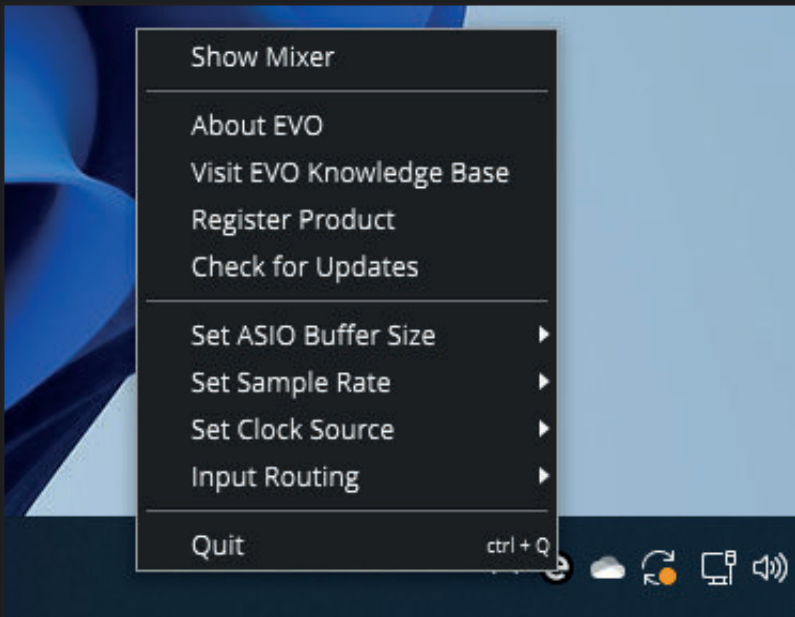 Show Mixer
About EVO
Visit EVO Knowledge Base
Register Product
Check for Updates
Set ASIO Buffer Size
Set Sample Rate
Set Clock Source
Input Routing
Quit ctrl + Q